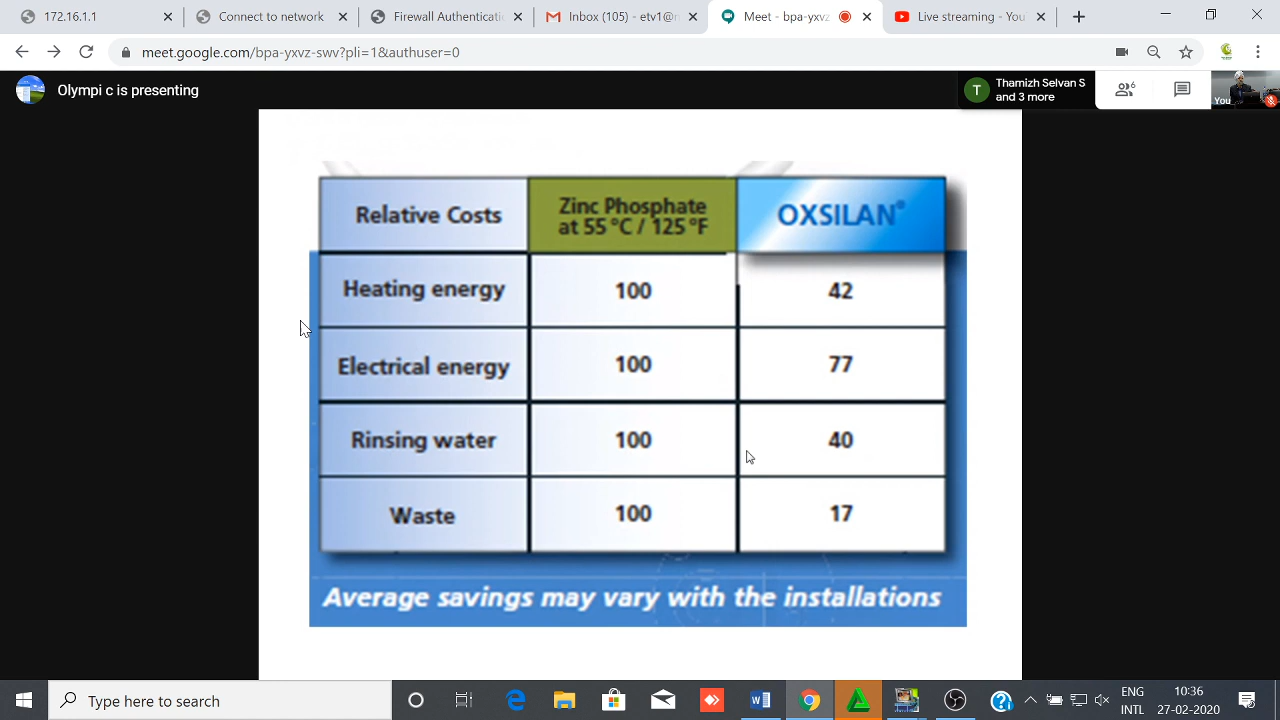 172.16.1.1
Connect to network
Firewall Authenticati
Inbox (105) - etv1@n
Meet - bpa-yxvz
Live streaming - You
meet.google.com/bpa-yxvz-swv?pli=1&authuser=0
Olympi c is presenting
T
Thamizh Selvan S
and 3 more
6
You
Relative Costs
Zinc Phosphate
at 55 °C / 125 °F
OXSILAN®
Heating energy 100 42
Electrical energy 100 77
Rinsing water 100 40
Waste 100 17
Average savings may vary with the installations
Type here to search
ENG
INTL
10:36
27-02-2020